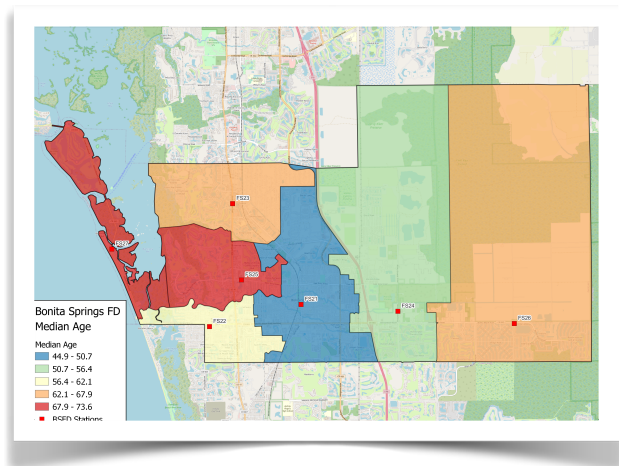 FS23
FS27
FS25
FS21
FS24
FS26
FS22
Bonita Springs FD
Median Age
Median Age
44.9 - 50.7
50.7 - 56.4
56.4 - 62.1
62.1 - 67.9
67.9 - 73.6
BSFD Stations